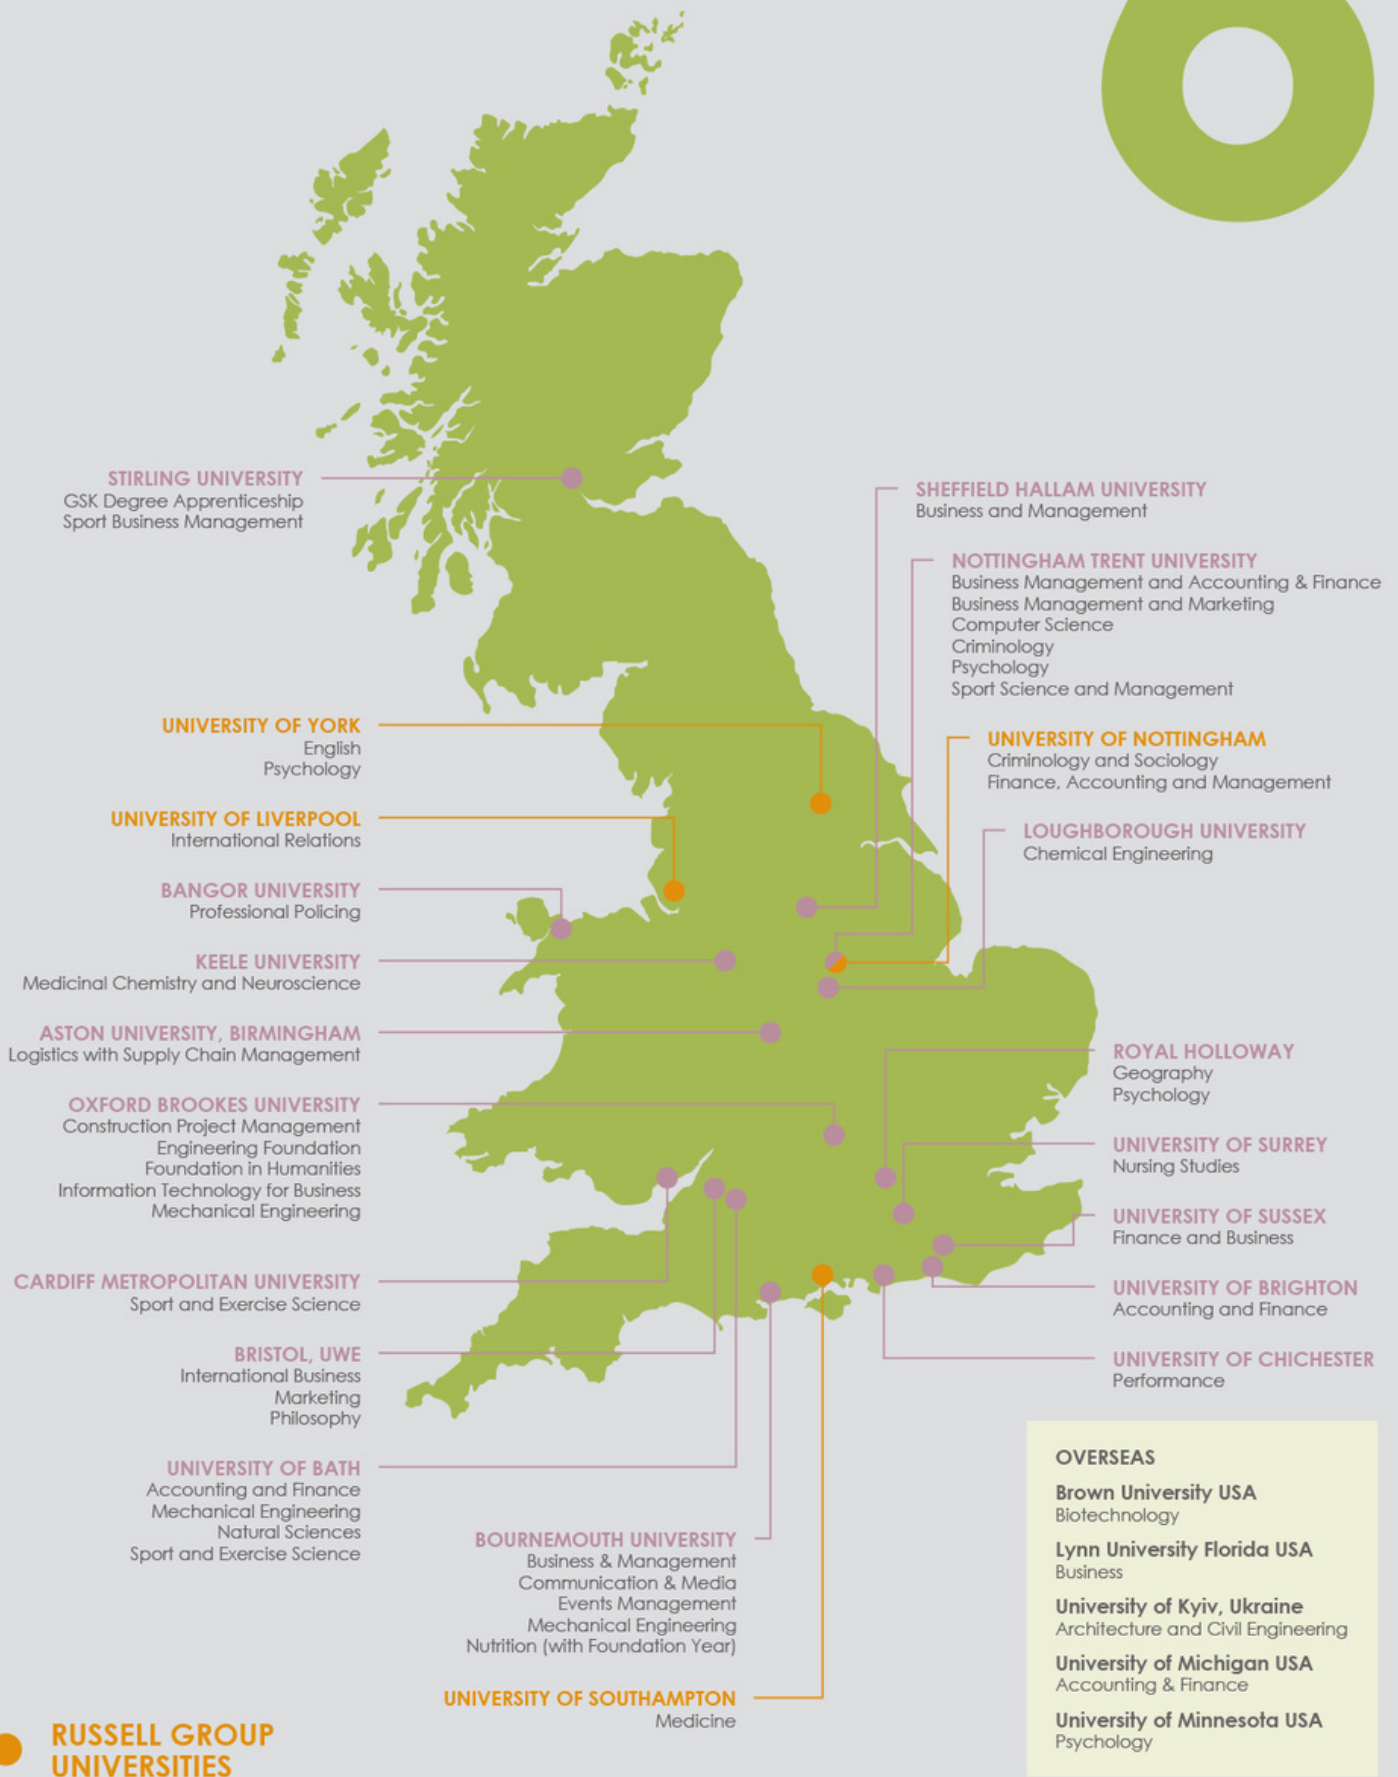 STIRLING UNIVERSITY
GSK Degree Apprenticeship
Sport Business Management
UNIVERSITY OF YORK
English
Psychology
UNIVERSITY OF LIVERPOOL
International Relations
BANGOR UNIVERSITY
Professional Policing
KEELE UNIVERSITY
Medicinal Chemistry and Neuroscience
ASTON UNIVERSITY, BIRMINGHAM
Logistics with Supply Chain Management
OXFORD BROOKES UNIVERSITY
Construction Project Management
Engineering Foundation
Foundation in Humanities
Information Technology for Business
Mechanical Engineering
CARDIFF METROPOLITAN UNIVERSITY
Sport and Exercise Science
BRISTOL, UWE
International Business
Marketing
Philosophy
UNIVERSITY OF BATH
Accounting and Finance
Mechanical Engineering
Natural Sciences
Sport and Exercise Science
BOURNEMOUTH UNIVERSITY
Business & Management
Communication & Media
Events Management
Mechanical Engineering
Nutrition (with Foundation Year)
UNIVERSITY OF SOUTHAMPTON
Medicine
SHEFFIELD HALLAM UNIVERSITY
Business and Management
NOTTINGHAM TRENT UNIVERSITY
Business Management and Accounting & Finance
Business Management and Marketing
Computer Science
Criminology
Psychology
Sport Science and Management
UNIVERSITY OF NOTTINGHAM
Criminology and Sociology
Finance, Accounting and Management
LOUGHBOROUGH UNIVERSITY
Chemical Engineering
ROYAL HOLLOWAY
Geography
Psychology
UNIVERSITY OF SURREY
Nursing Studies
UNIVERSITY OF SUSSEX
Finance and Business
UNIVERSITY OF BRIGHTON
Accounting and Finance
UNIVERSITY OF CHICHESTER
Performance
OVERSEAS
Brown University USA
Biotechnology
Lynn University Florida USA
Business
University of Kyiv, Ukraine
Architecture and Civil Engineering
University of Michigan USA
Accounting & Finance
University of Minnesota USA
Psychology
RUSSELL GROUP
UNIVERSITIES